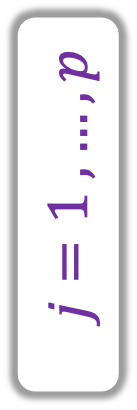 j = 1, ..., p